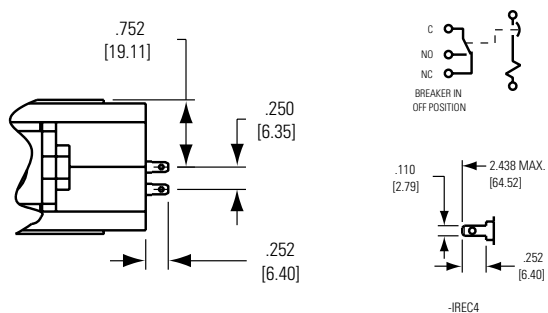 .752
[19.11]
.250
[6.35]
.252
[6.40]
C
NO
NC
BREAKER IN
OFF POSITION
.110
[2.79]
2.438 MAX.
[64.52]
.252
[6.40]
-IREC4